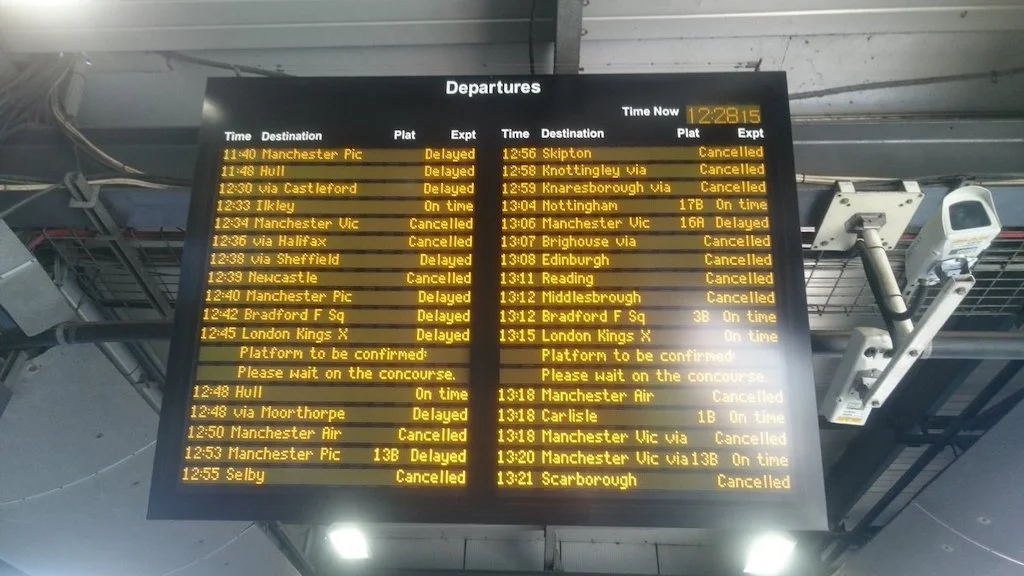 Departures
Time Now 12:28 15
Time Destination Plat Expt
11:40 Manchester Pic Delayed
11:48 Hull Delayed
12:30 via Castleford Delayed
12:33 Ilkley On time
12:34 Manchester Vic Cancelled
12:36 via Halifax Cancelled
12:38 via Sheffield Delayed
12:39 Newcastle Cancelled
12:40 Manchester Pic Delayed
12:42 Bradford F Sq Delayed
12:45 London Kings X Delayed
Platform to be confirmed:
Please wait on the concourse.
12:48 Hull On time
12:48 via Moorthorpe Delayed
12:50 Manchester Air Cancelled
12:53 Manchester Pic 13B Delayed
12:55 Selby Cancelled
Time Destination Plat Expt
12:56 Skipton Cancelled
12:58 Knottingley via Cancelled
12:59 Knaresborough via Cancelled
13:04 Nottingham 17B On time
13:06 Manchester Vic 16A Delayed
13:07 Brighouse via Cancelled
13:08 Edinburgh Cancelled
13:11 Reading Cancelled
13:12 Middlesbrough Cancelled
13:12 Bradford F Sq 3B On time
13:15 London Kings X On time
Platform to be confirmed:
Please wait on the concourse.
13:18 Manchester Air Cancelled
13:18 Carlisle 1B On time
13:18 Manchester Vic via Cancelled
13:20 Manchester Vic via 13B On time
13:21 Scarborough Cancelled